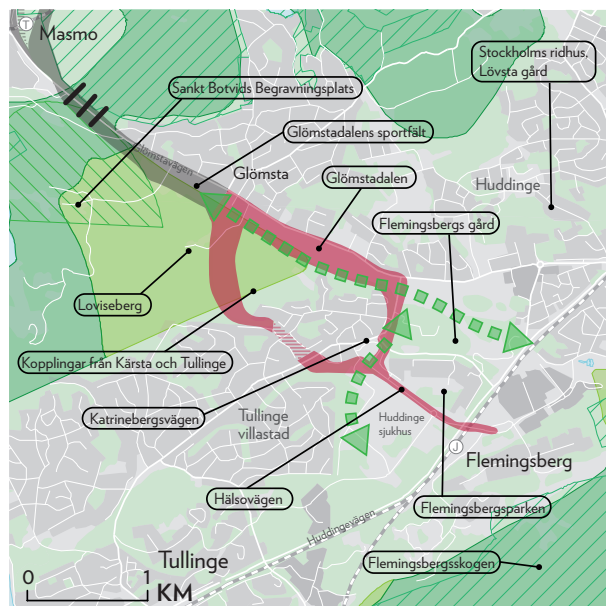 T
Masmo
Stockholms ridhus,
Lövsta gård
Sankt Botvids Begravningsplats
Glömstadalens sportfält
Glömstavägen
Glömsta
Glömstadalen
Huddinge
Flemingsbergs gård
Loviseberg
Kopplingar från Kärsta och Tullinge
Katrinebergsvägen
Tullinge
villastad
Huddinge
sjukhus
J
Flemingsberg
Hälsovägen
Flemingsbergsparken
Huddingevägen
Tullinge
Flemingsbergsskogen
0 1
KM